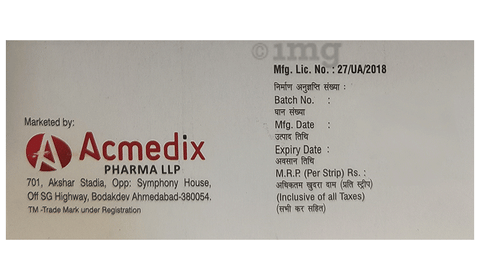 ©img
Marketed by:
Acmedix
PHARMA LLP
701, Akshar Stadia, Opp: Symphony House,
Off SG Highway, Bodakdev Ahmedabad-380054.
TM -Trade Mark under Registration
Mfg. Lic. No. : 27/UA/2018
निर्माण अनुज्ञप्ति संख्या :
Batch No. :
घान संख्या
Mfg. Date :
उत्पाद तिथि
Expiry Date :
अवसान तिथि
M.R.P. (Per Strip) Rs. :
अधिकतम खुदरा दाम (प्रति स्ट्रीप)
(Inclusive of all Taxes)
(सभी कर सहित)